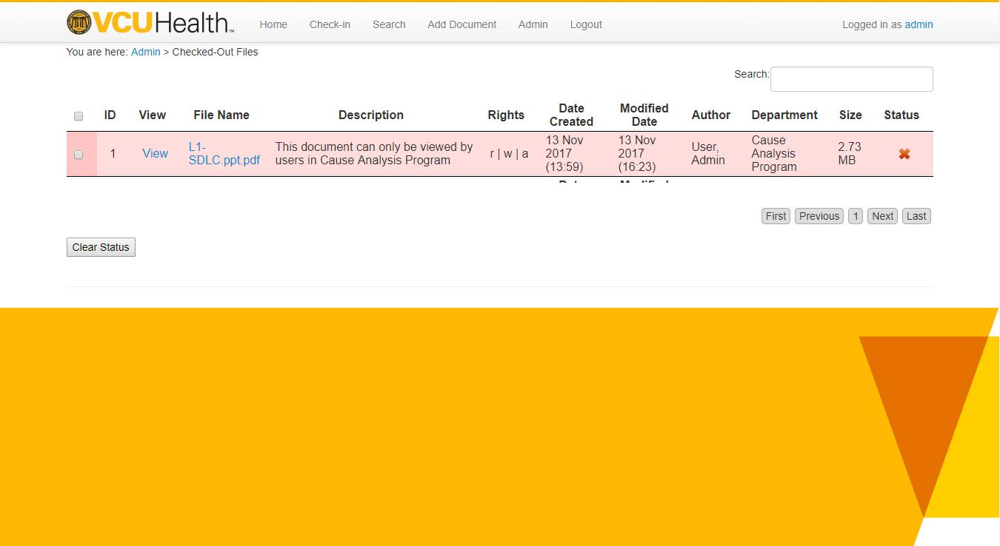 VCUHealth™ Home Check-in Search Add Document Admin Logout Logged in as admin
You are here: Admin > Checked-Out Files
Search:
ID View File Name Description Rights Date Created Modified Date Author Department Size Status
1 View L1-SDLC.ppt.pdf This document can only be viewed by users in Cause Analysis Program r | w | a 13 Nov 2017 (13:59) 13 Nov 2017 (16:23) User, Admin Cause Analysis Program 2.73 MB
First Previous 1 Next Last
Clear Status